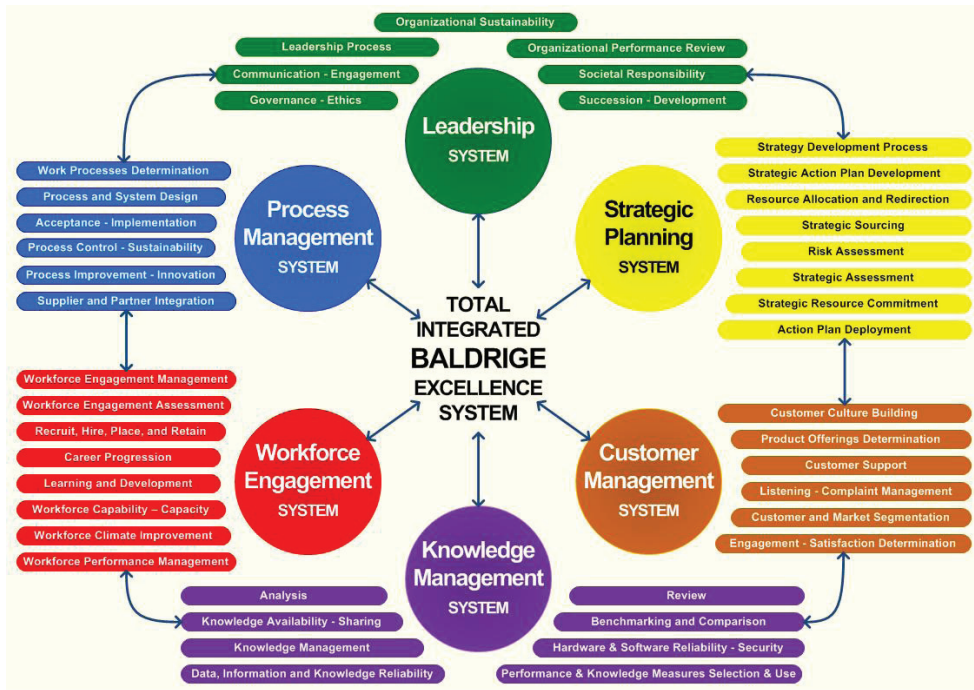 Organizational Sustainability
Leadership Process
Organizational Performance Review
Communication - Engagement
Societal Responsibility
Governance - Ethics
Succession - Development
Leadership
SYSTEM
Work Processes Determination
Process and System Design
Acceptance - Implementation
Process Control - Sustainability
Process Improvement - Innovation
Supplier and Partner Integration
Process
Management
SYSTEM
Strategic
Planning
SYSTEM
Strategy Development Process
Strategic Action Plan Development
Resource Allocation and Redirection
Strategic Sourcing
Risk Assessment
Strategic Assessment
Strategic Resource Commitment
Action Plan Deployment
TOTAL
INTEGRATED
BALDRIGE
EXCELLENCE
SYSTEM
Workforce Engagement Management
Workforce Engagement Assessment
Recruit, Hire, Place, and Retain
Career Progression
Learning and Development
Workforce Capability – Capacity
Workforce Climate Improvement
Workforce Performance Management
Workforce
Engagement
SYSTEM
Customer
Management
SYSTEM
Customer Culture Building
Product Offerings Determination
Customer Support
Listening - Complaint Management
Customer and Market Segmentation
Engagement - Satisfaction Determination
Knowledge
Management
SYSTEM
Analysis
Knowledge Availability - Sharing
Knowledge Management
Data, Information and Knowledge Reliability
Review
Benchmarking and Comparison
Hardware & Software Reliability - Security
Performance & Knowledge Measures Selection & Use